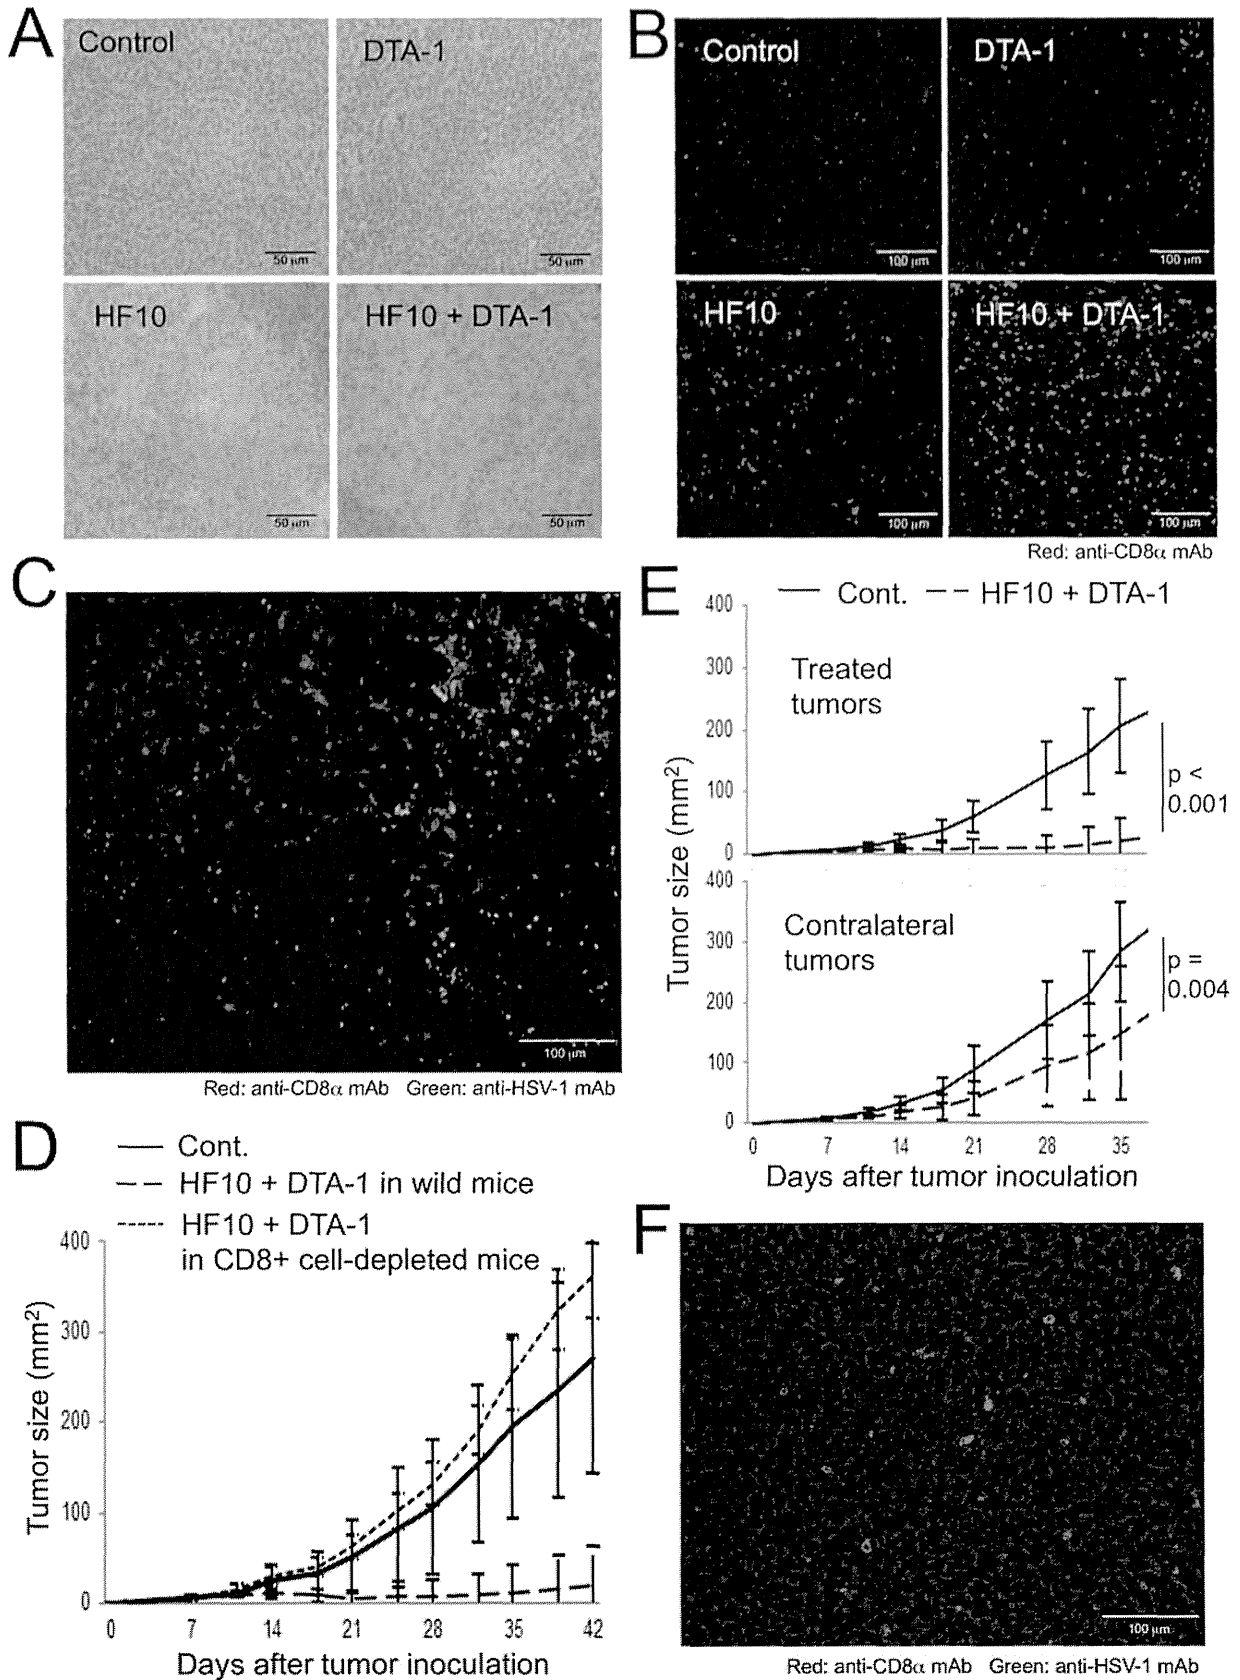 A
Control
DTA-1
50 μm
50 μm
HF10
HF10 + DTA-1
50 μm
50 μm
B
Control
DTA-1
100 μm
100 μm
HF10
HF10 + DTA-1
100 μm
100 μm
Red: anti-CD8α mAb
C
100 μm
Red: anti-CD8α mAb Green: anti-HSV-1 mAb
D
Cont.
HF10 + DTA-1 in wild mice
HF10 + DTA-1
in CD8+ cell-depleted mice
Tumor size (mm²)
400
300
200
100
0
0 7 14 21 28 35 42
Days after tumor inoculation
E
Cont. HF10 + DTA-1
Tumor size (mm²)
400
300
200
100
0
Treated
tumors
p <
0.001
400
300
200
100
0
Contralateral
tumors
p =
0.004
0 7 14 21 28 35
Days after tumor inoculation
F
100 μm
Red: anti-CD8α mAb Green: anti-HSV-1 mAb